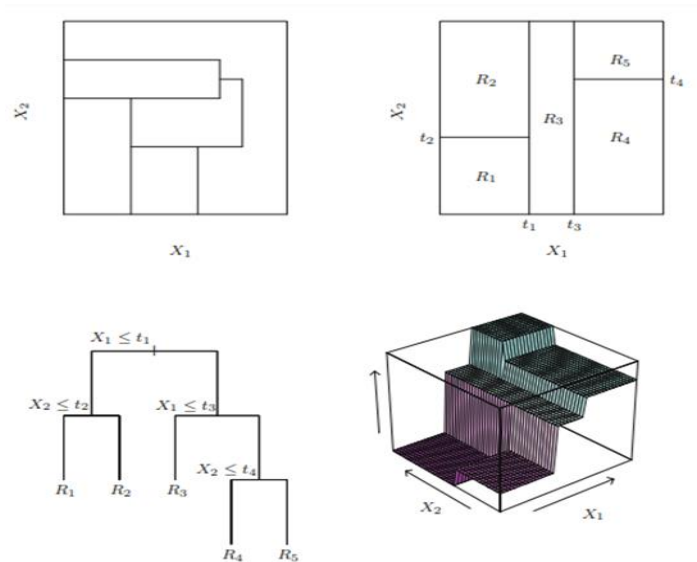 X₂
X₁
X₂
R₂
R₅
t₄
R₃
t₂
R₄
R₁
t₁
t₃
X₁
X₁ ≤ t₁
X₂ ≤ t₂
X₁ ≤ t₃
X₂ ≤ t₄
R₁
R₂
R₃
R₄
R₅
X₂
X₁